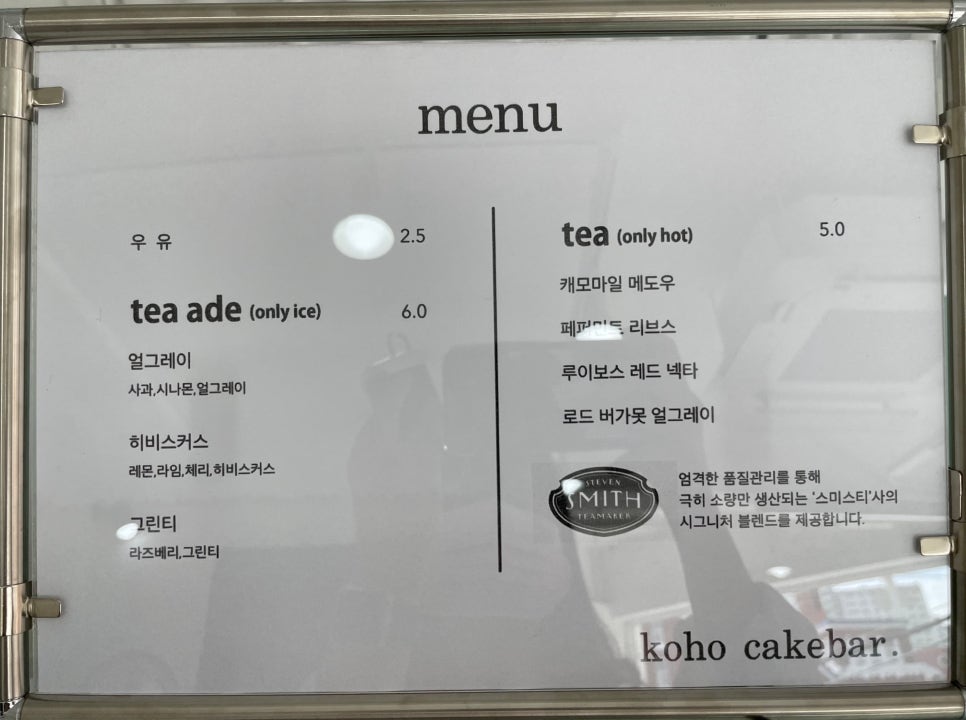 menu
우 유 2.5
tea ade (only ice) 6.0
얼그레이
사과,시나몬,얼그레이
히비스커스
레몬,라임,체리,히비스커스
그린티
라즈베리,그린티
tea (only hot) 5.0
캐모마일 메도우
페퍼민트 리브스
루이보스 레드 넥타
로드 버가못 얼그레이
STEVEN
SMITH
TEAMAKER
엄격한 품질관리를 통해
극히 소량만 생산되는 '스미스티'사의
시그니처 블렌드를 제공합니다.
koho cakebar.